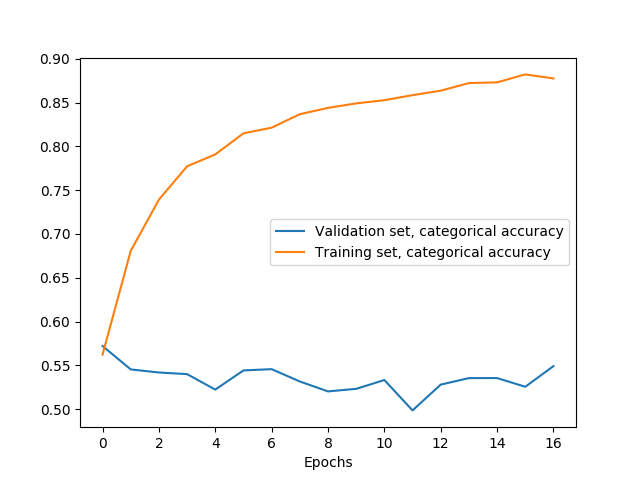 0.90
0.85
0.80
0.75
0.70
0.65
0.60
0.55
0.50
Validation set, categorical accuracy
Training set, categorical accuracy
0 2 4 6 8 10 12 14 16
Epochs